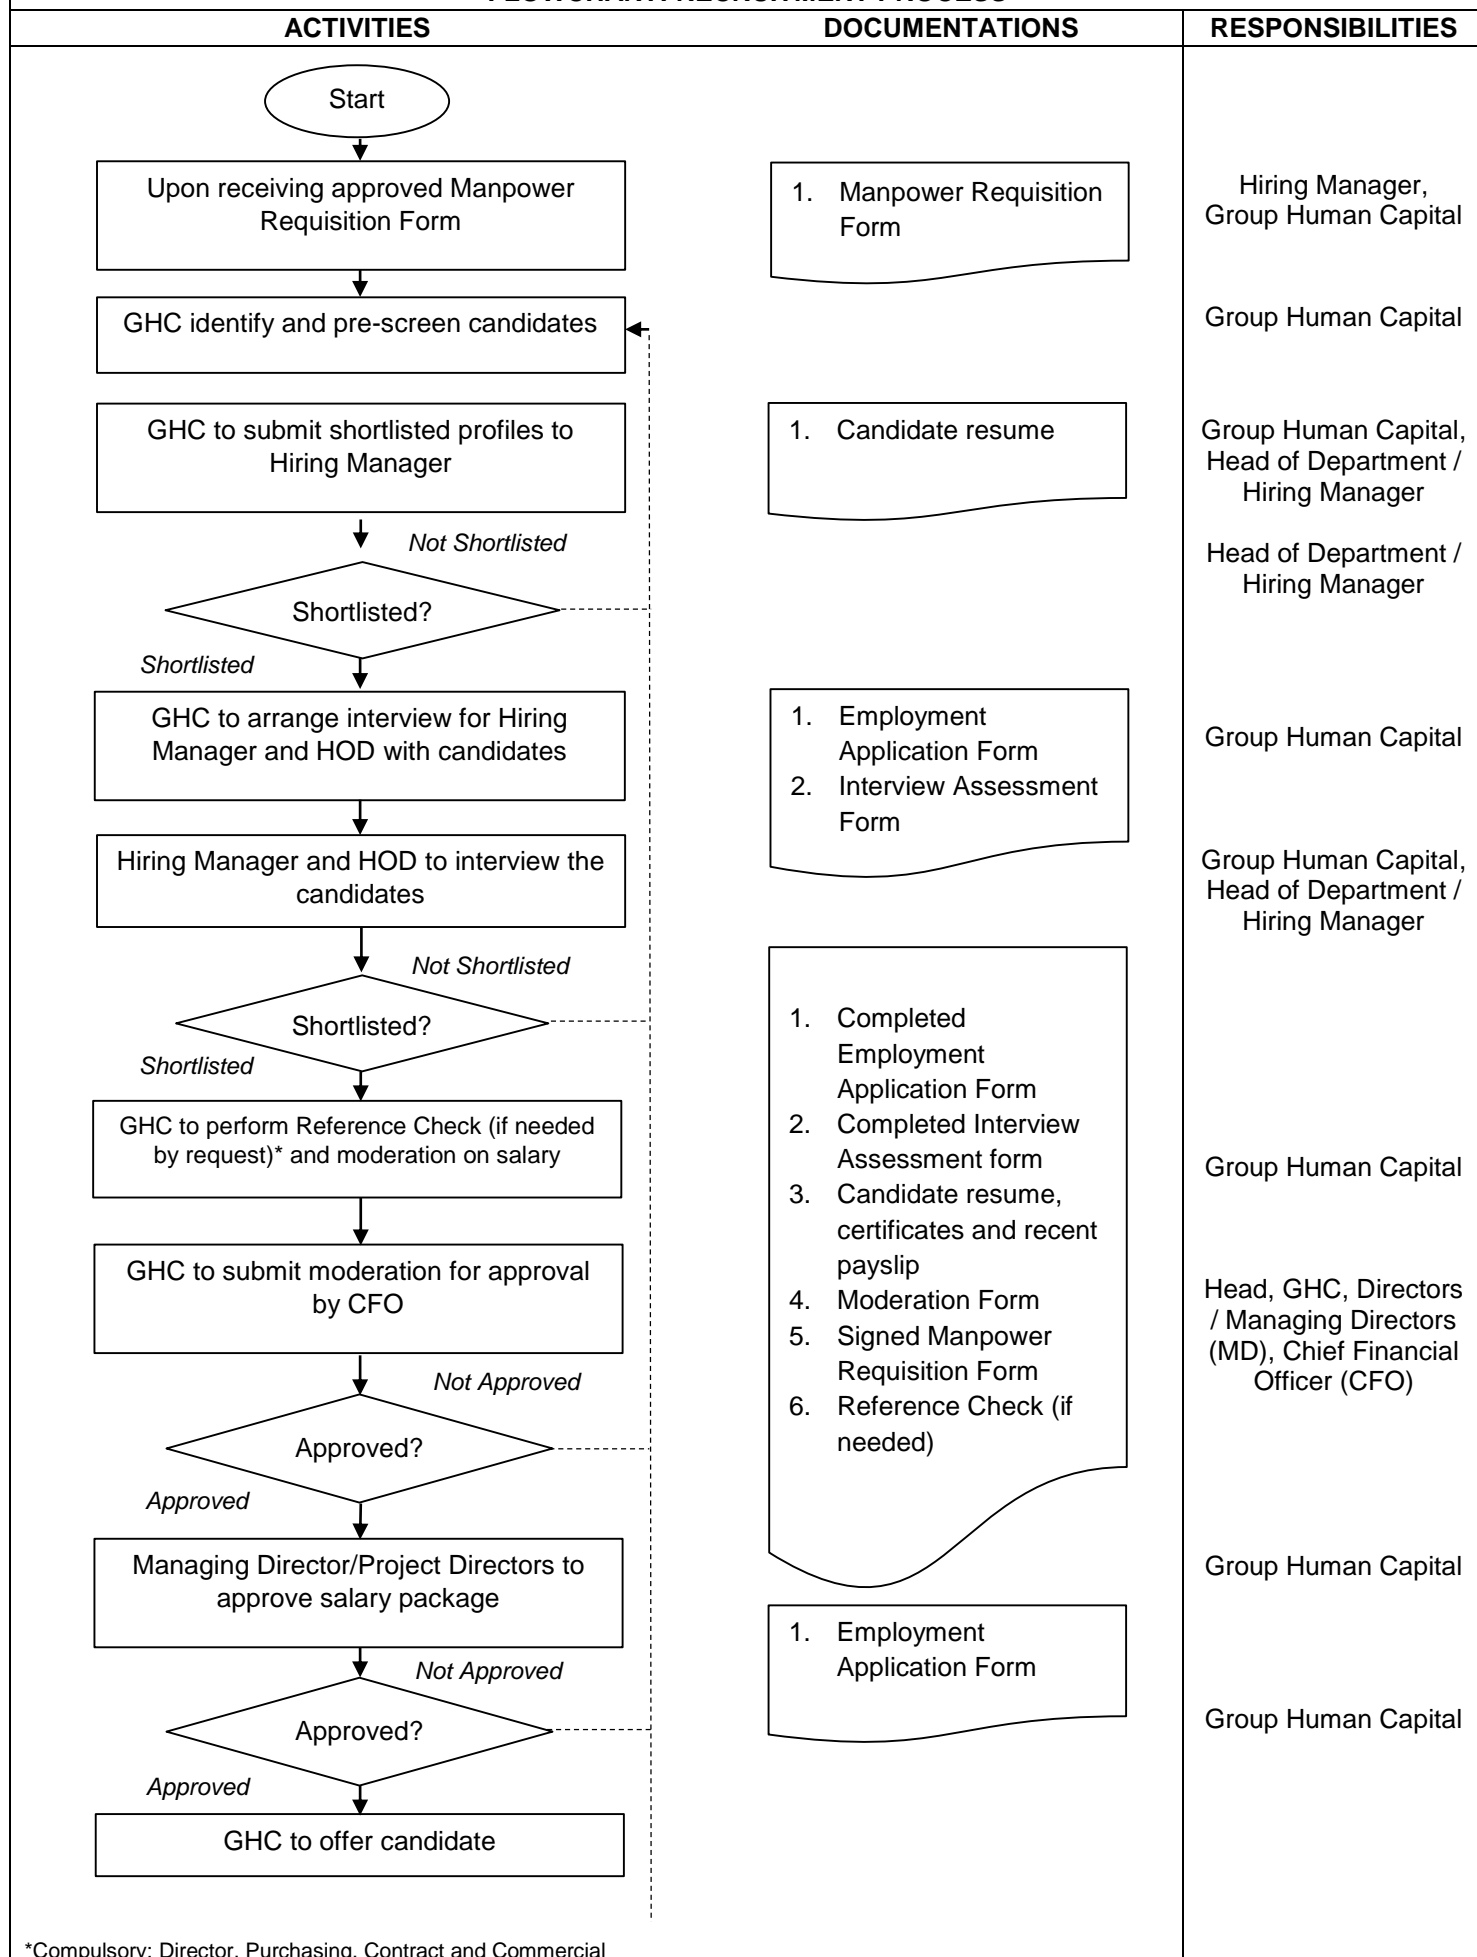 FLOWCHART: RECRUITMENT PROCESS
ACTIVITIES
DOCUMENTATIONS
RESPONSIBILITIES
Start
Upon receiving approved Manpower
Requisition Form
1. Manpower Requisition
Form
Hiring Manager,
Group Human Capital
GHC identify and pre-screen candidates
Group Human Capital
GHC to submit shortlisted profiles to
Hiring Manager
1. Candidate resume
Group Human Capital,
Head of Department /
Hiring Manager
Not Shortlisted
Head of Department /
Hiring Manager
Shortlisted?
Shortlisted
GHC to arrange interview for Hiring
Manager and HOD with candidates
1. Employment
Application Form
2. Interview Assessment
Form
Group Human Capital
Hiring Manager and HOD to interview the
candidates
Group Human Capital,
Head of Department /
Hiring Manager
Not Shortlisted
Shortlisted?
Shortlisted
1. Completed
Employment
Application Form
2. Completed Interview
Assessment form
3. Candidate resume,
certificates and recent
payslip
4. Moderation Form
5. Signed Manpower
Requisition Form
6. Reference Check (if
needed)
GHC to perform Reference Check (if needed
by request)* and moderation on salary
Group Human Capital
GHC to submit moderation for approval
by CFO
Head, GHC, Directors
/ Managing Directors
(MD), Chief Financial
Officer (CFO)
Not Approved
Approved?
Approved
Managing Director/Project Directors to
approve salary package
Group Human Capital
1. Employment
Application Form
Not Approved
Approved?
Group Human Capital
Approved
GHC to offer candidate
*Compulsory: Director, Purchasing, Contract and Commercial